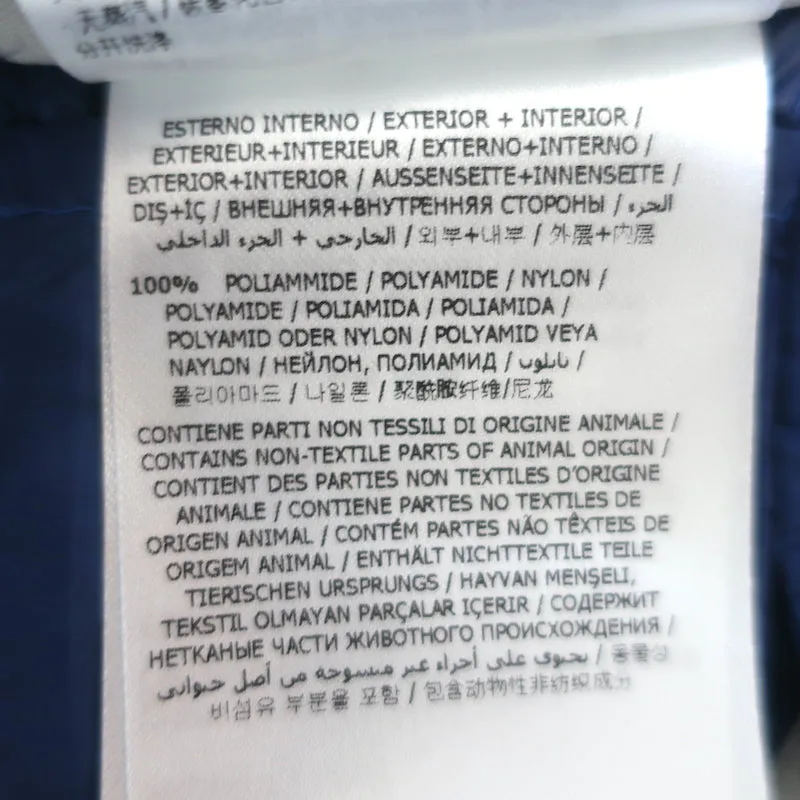 分开洗涤
ESTERNO INTERNO / EXTERIOR + INTERIOR /
EXTERIEUR+INTERIEUR / EXTERNO+INTERNO /
EXTERIOR+INTERIOR / AUSSENSEITE+INNENSEITE /
DIŞ+İÇ / ВНЕШНЯЯ+ВНУТРЕННЯЯ СТОРОНЫ / الجزء
الخارجي + الجزء الداخلي / 외부+내부 / 外层+内层
100% POLIAMMIDE / POLYAMIDE / NYLON /
POLYAMIDE / POLIAMIDA / POLIAMIDA /
POLYAMID ODER NYLON / POLYAMID VEYA
NAYLON / НЕЙЛОН, ПОЛИАМИД / نايلون /
폴리아마드 / 나일론 / 聚酰胺纤维/尼龙
CONTIENE PARTI NON TESSILI DI ORIGINE ANIMALE /
CONTAINS NON-TEXTILE PARTS OF ANIMAL ORIGIN /
CONTIENT DES PARTIES NON TEXTILES D'ORIGINE
ANIMALE / CONTIENE PARTES NO TEXTILES DE
ORIGEN ANIMAL / CONTÉM PARTES NÃO TÊXTEIS DE
ORIGEM ANIMAL / ENTHÄLT NICHTTEXTILE TEILE
TIERISCHEN URSPRUNGS / HAYVAN MENŞELİ,
TEKSTİL OLMAYAN PARÇALAR İÇERİR / СОДЕРЖИТ
НЕТКАНЫЕ ЧАСТИ ЖИВОТНОГО ПРОИСХОЖДЕНИЯ /
يحتوي على أجزاء غير منسوجة من أصل حيواني / 동물성
비섬유 부분을 포함 / 包含动物性非纺织成分